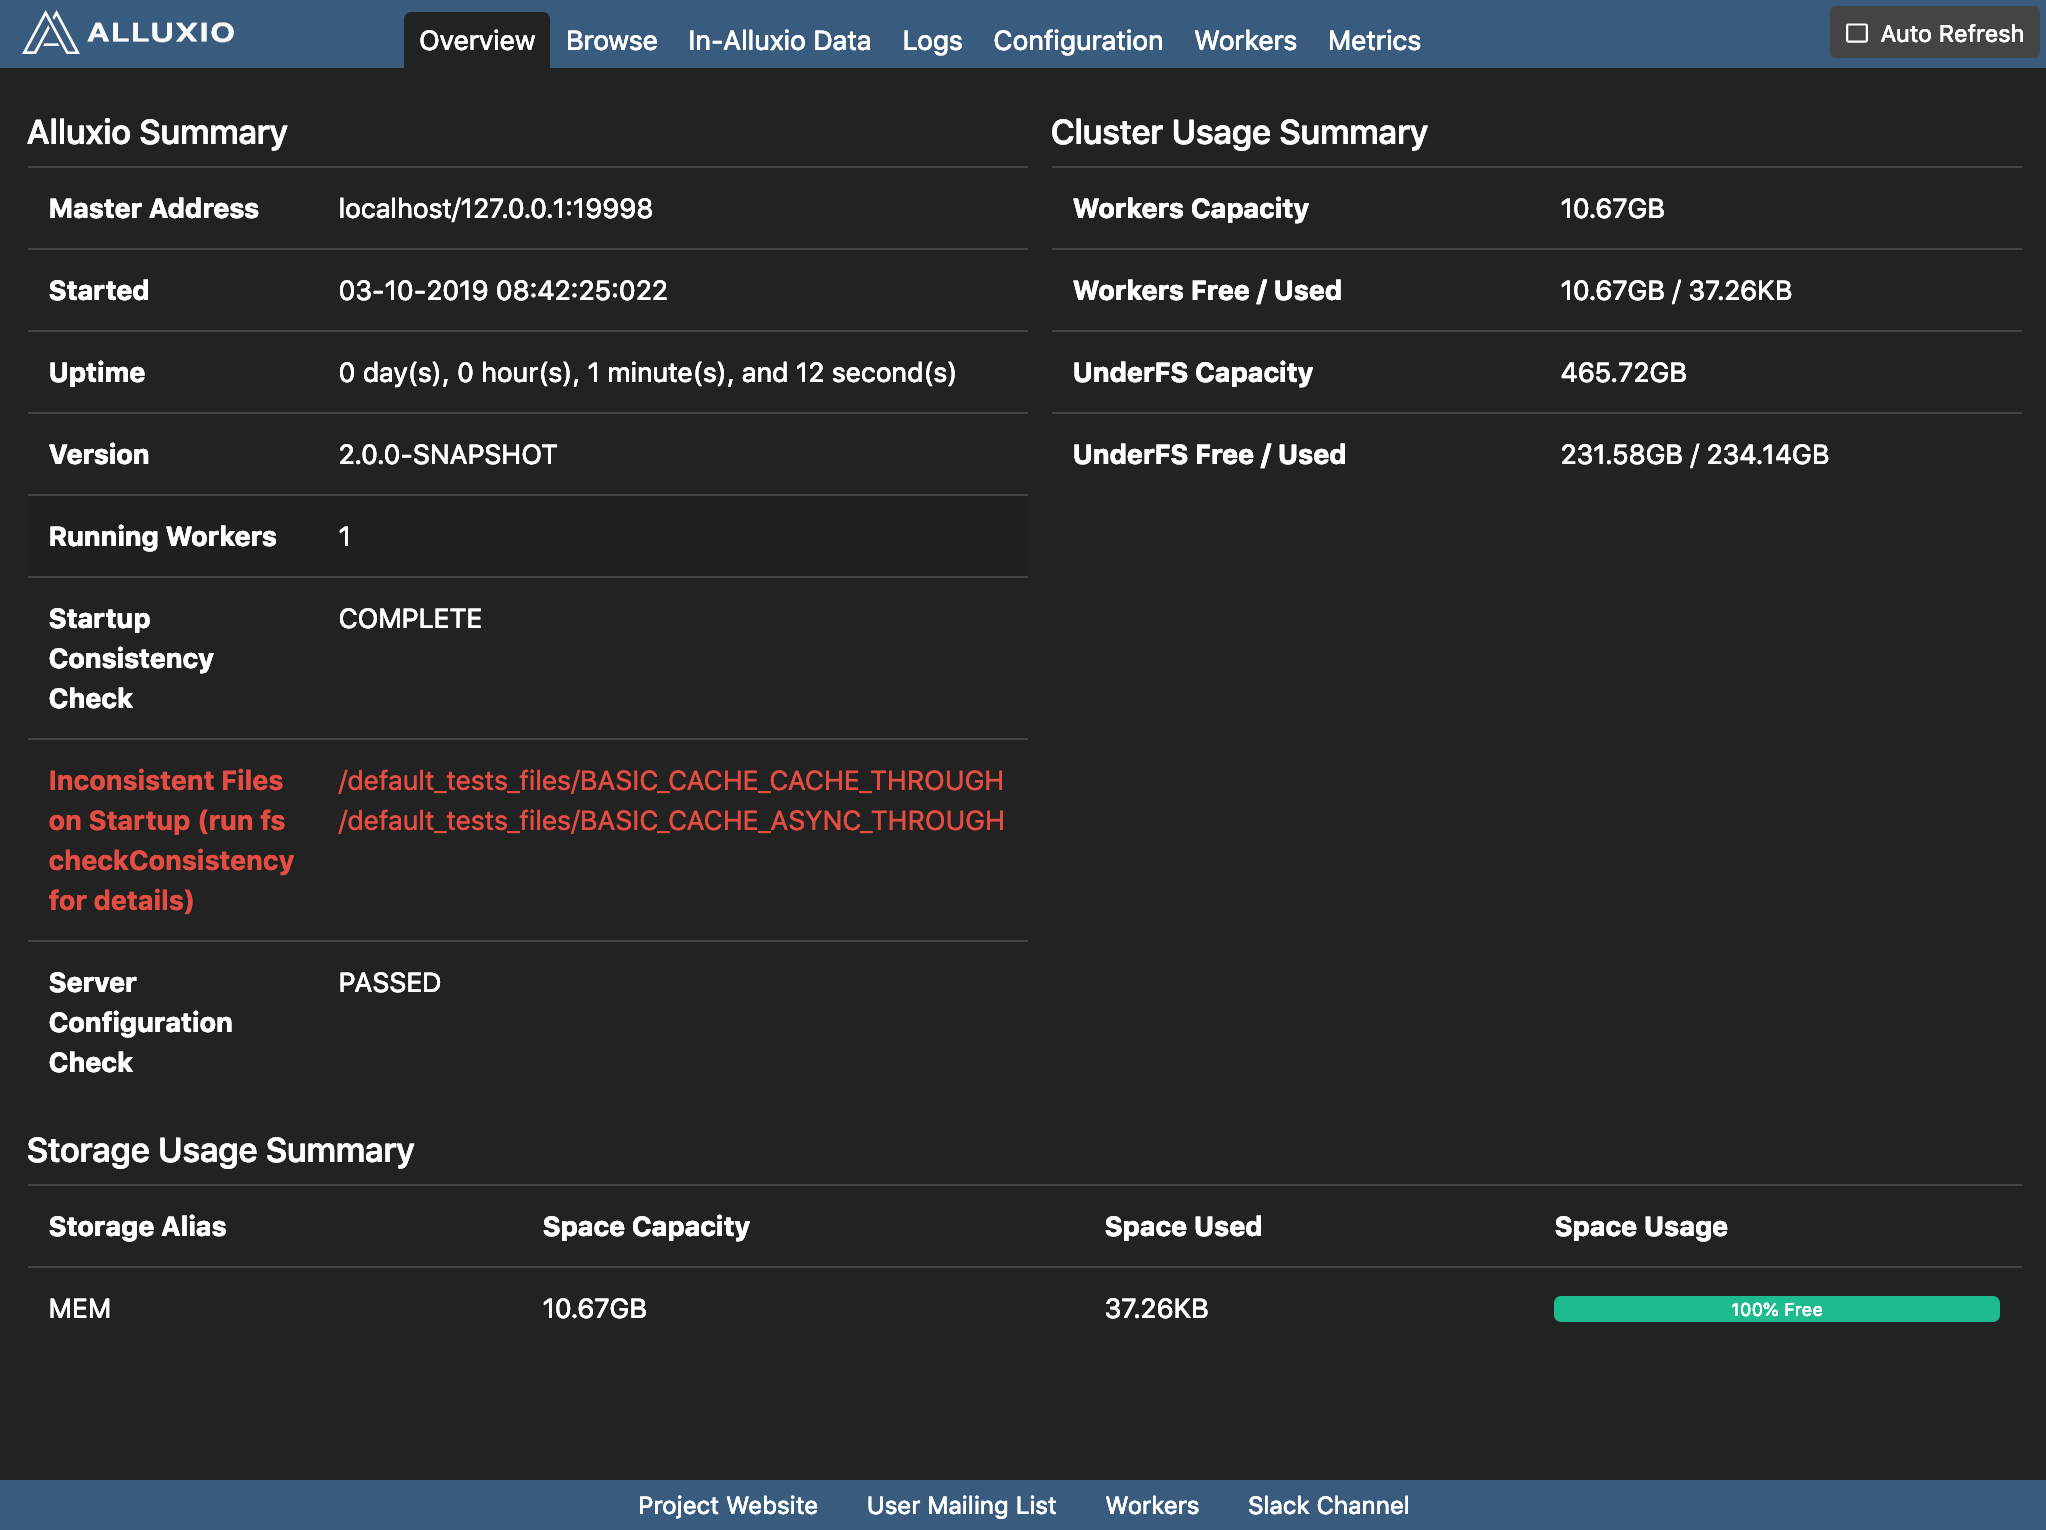 ALLUXIO
Overview Browse In-Alluxio Data Logs Configuration Workers Metrics
Auto Refresh
Alluxio Summary
Master Address localhost/127.0.0.1:19998
Started 03-10-2019 08:42:25:022
Uptime 0 day(s), 0 hour(s), 1 minute(s), and 12 second(s)
Version 2.0.0-SNAPSHOT
Running Workers 1
Startup COMPLETE
Consistency
Check
Inconsistent Files /default_tests_files/BASIC_CACHE_CACHE_THROUGH
on Startup (run fs /default_tests_files/BASIC_CACHE_ASYNC_THROUGH
checkConsistency
for details)
Server PASSED
Configuration
Check
Cluster Usage Summary
Workers Capacity 10.67GB
Workers Free / Used 10.67GB / 37.26KB
UnderFS Capacity 465.72GB
UnderFS Free / Used 231.58GB / 234.14GB
Storage Usage Summary
Storage Alias Space Capacity Space Used Space Usage
MEM 10.67GB 37.26KB 100% Free
Project Website User Mailing List Workers Slack Channel